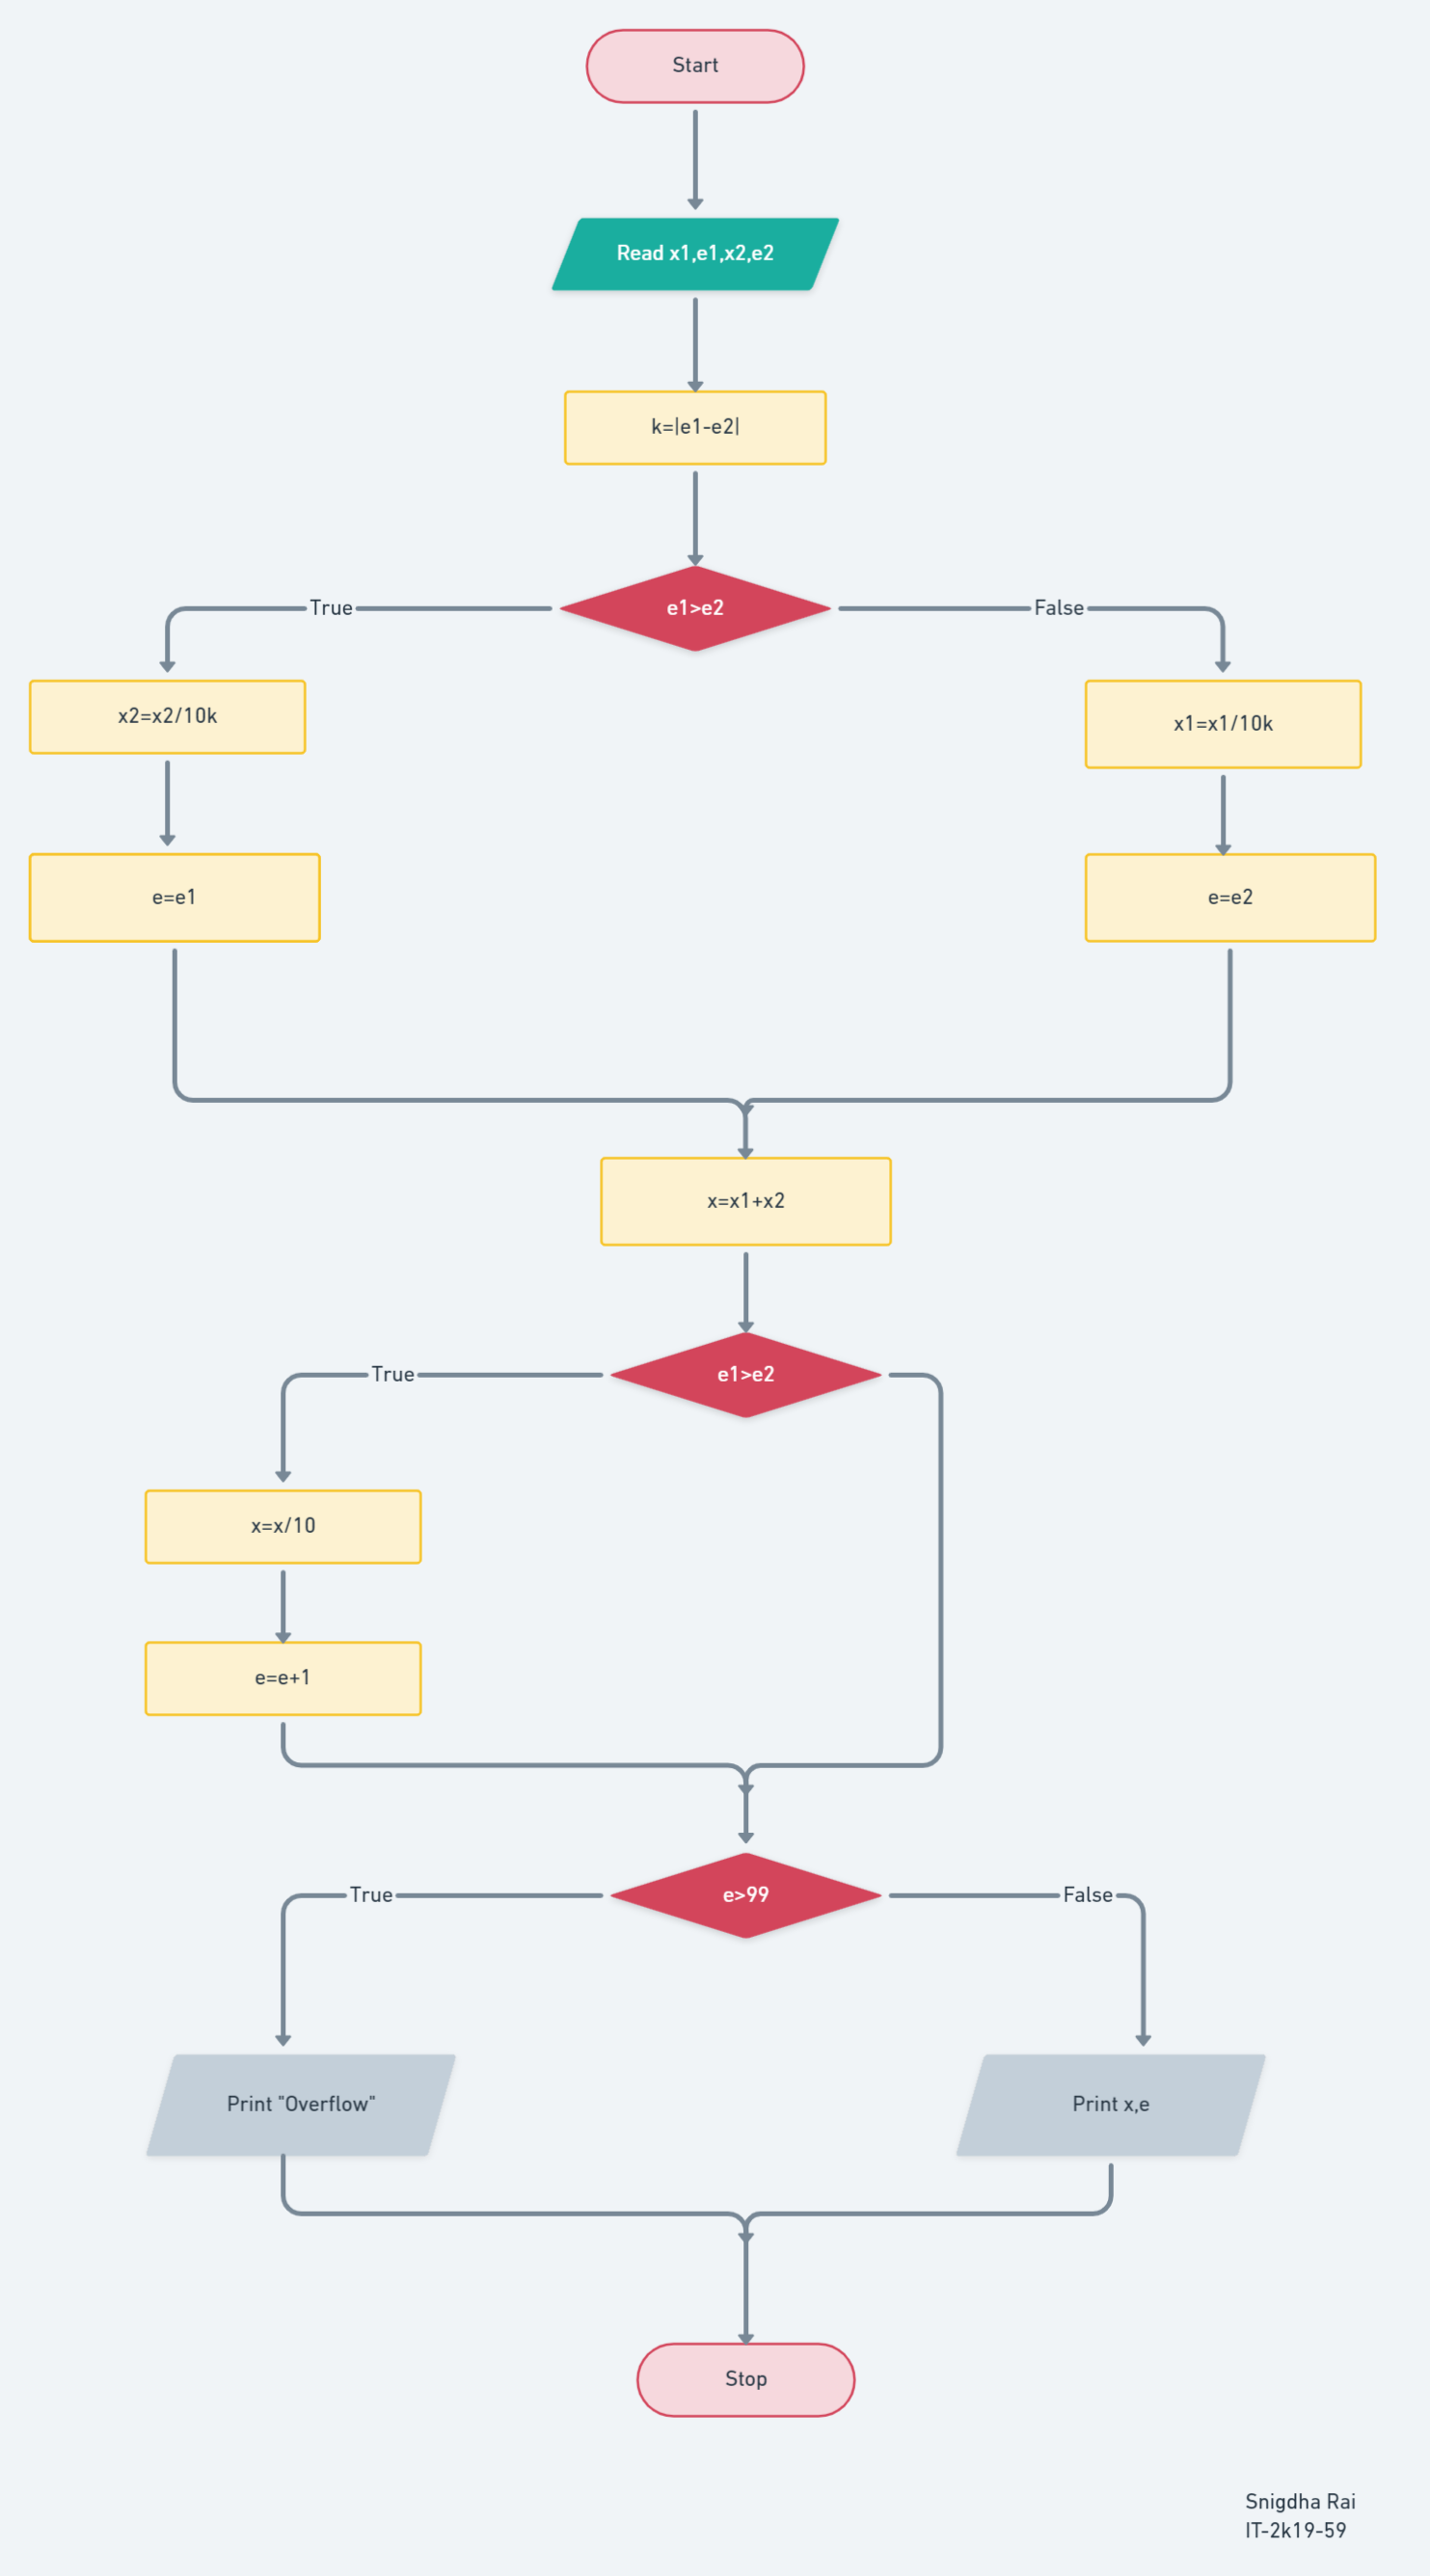 Start
Read x1,e1,x2,e2
k=|e1-e2|
e1>e2
True
False
x2=x2/10k
x1=x1/10k
e=e1
e=e2
x=x1+x2
e1>e2
True
x=x/10
e=e+1
e>99
True
False
Print "Overflow"
Print x,e
Stop
Snigdha Rai
IT-2k19-59